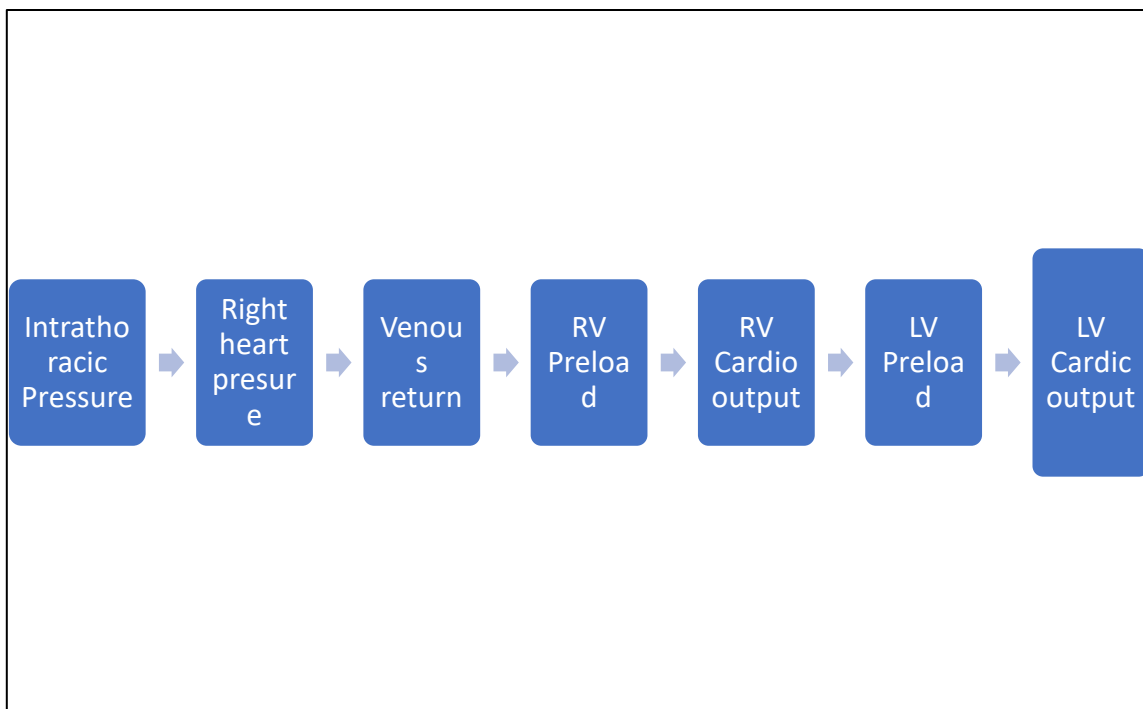 Intratho
racic
Pressure
Right
heart
presur
e
Venou
s
return
RV
Preloa
d
RV
Cardio
output
LV
Preloa
d
LV
Cardic
output